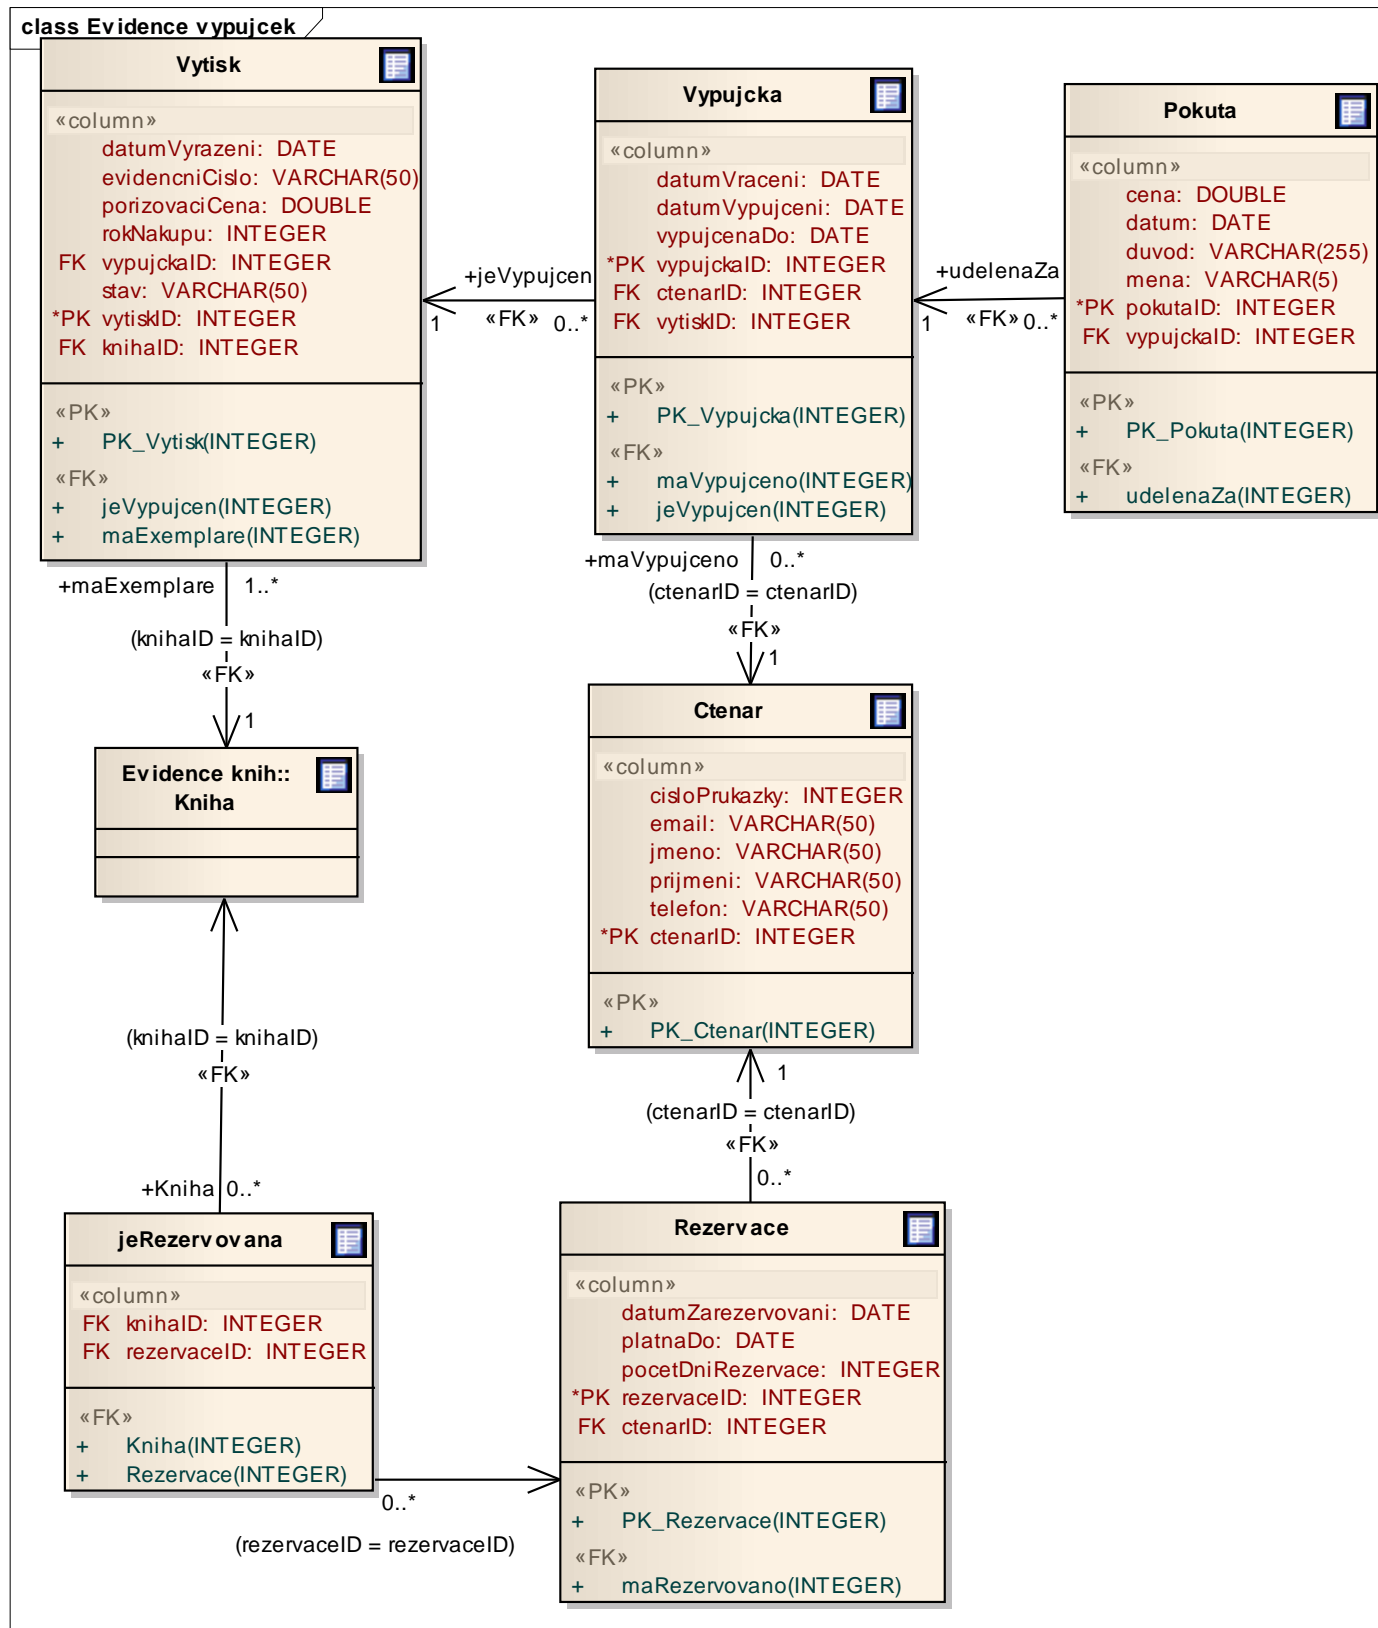 class Evidence vypujcek
Vytisk
«column»
datumVyrazeni: DATE
evidencniCislo: VARCHAR(50)
porizovaciCena: DOUBLE
rokNakupu: INTEGER
FK vypujckaID: INTEGER
stav: VARCHAR(50)
*PK vytiskID: INTEGER
FK knihaID: INTEGER
«PK»
+ PK_Vytisk(INTEGER)
«FK»
+ jeVypujcen(INTEGER)
+ maExemplare(INTEGER)
+jeVypujcen
1 «FK» 0..*
Vypujcka
«column»
datumVraceni: DATE
datumVypujceni: DATE
vypujcenaDo: DATE
*PK vypujckaID: INTEGER
FK ctenarID: INTEGER
FK vytiskID: INTEGER
«PK»
+ PK_Vypujcka(INTEGER)
«FK»
+ maVypujceno(INTEGER)
+ jeVypujcen(INTEGER)
+udelenaZa
1 «FK» 0..*
Pokuta
«column»
cena: DOUBLE
datum: DATE
duvod: VARCHAR(255)
mena: VARCHAR(5)
*PK pokutaID: INTEGER
FK vypujckaID: INTEGER
«PK»
+ PK_Pokuta(INTEGER)
«FK»
+ udelenaZa(INTEGER)
+maExemplare 1..*
(knihaID = knihaID)
«FK»
1
+maVypujceno 0..*
(ctenarID = ctenarID)
«FK»
1
Evidence knih::
Kniha
Ctenar
«column»
cisloPrukazky: INTEGER
email: VARCHAR(50)
jmeno: VARCHAR(50)
prijmeni: VARCHAR(50)
telefon: VARCHAR(50)
*PK ctenarID: INTEGER
«PK»
+ PK_Ctenar(INTEGER)
(knihaID = knihaID)
«FK»
+Kniha 0..*
1
(ctenarID = ctenarID)
«FK»
0..*
jeRezervovana
«column»
FK knihaID: INTEGER
FK rezervaceID: INTEGER
«FK»
+ Kniha(INTEGER)
+ Rezervace(INTEGER)
0..*
(rezervaceID = rezervaceID)
Rezervace
«column»
datumZarezervovani: DATE
platnaDo: DATE
pocetDniRezervace: INTEGER
*PK rezervaceID: INTEGER
FK ctenarID: INTEGER
«PK»
+ PK_Rezervace(INTEGER)
«FK»
+ maRezervovano(INTEGER)